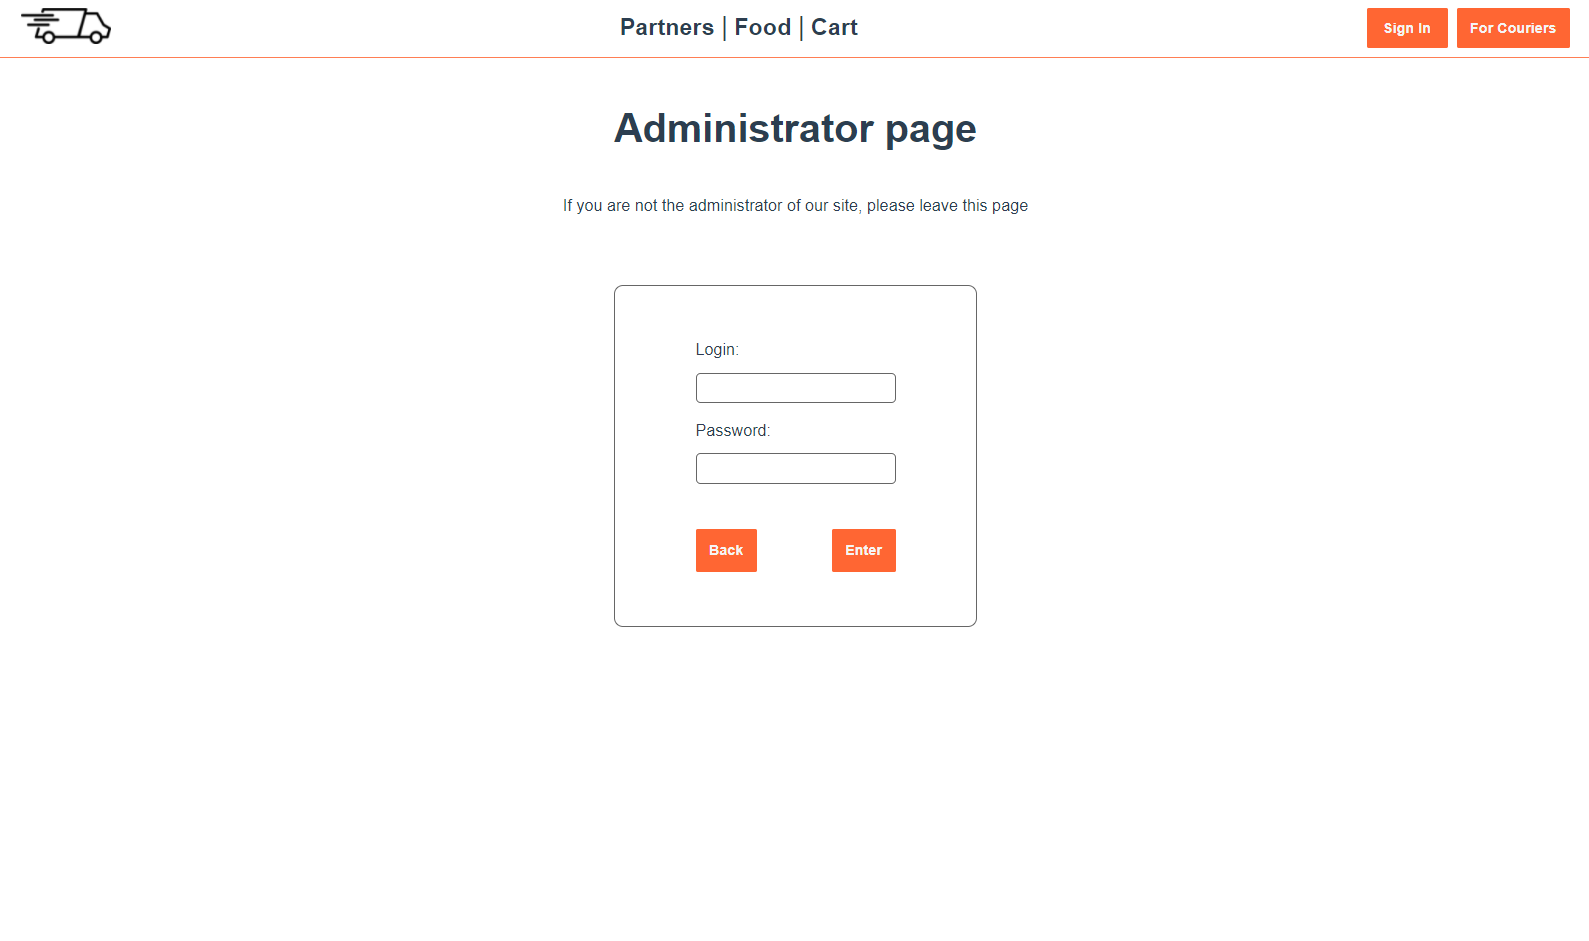 Partners | Food | Cart
Sign In
For Couriers
Administrator page
If you are not the administrator of our site, please leave this page
Login:
Password:
Back
Enter